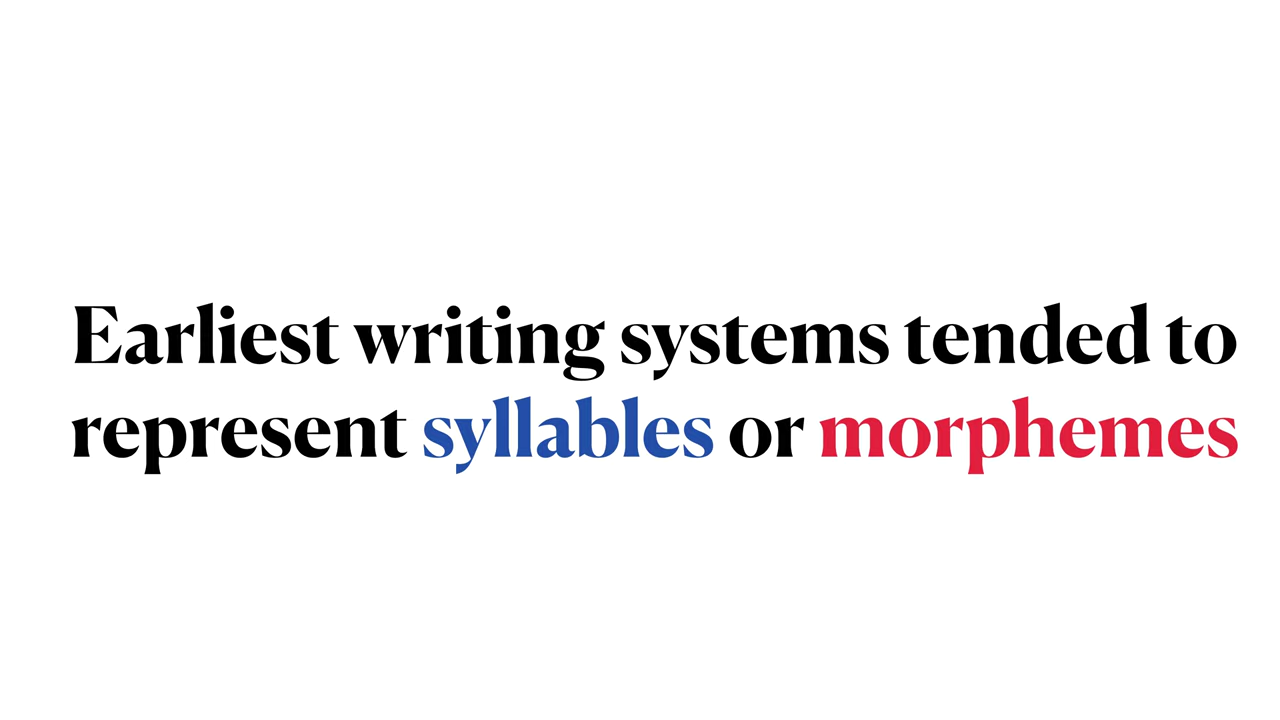 Earliest writing systems tended to
represent syllables or morphemes